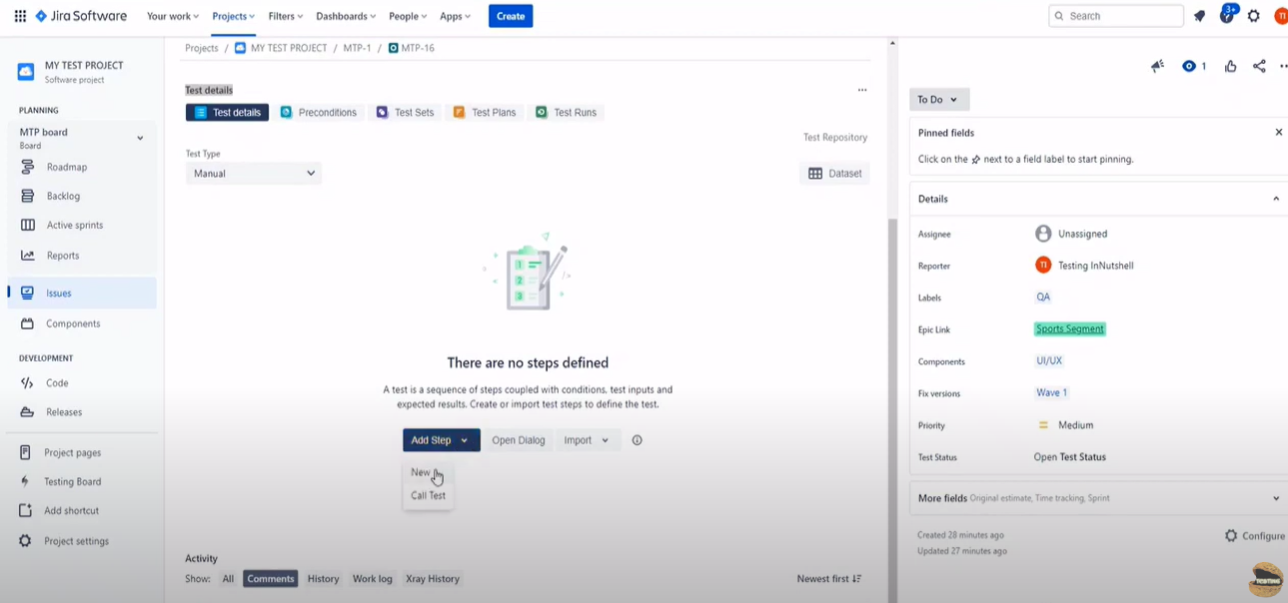 Jira Software Your work Projects Filters Dashboards People Apps Create Search 3+ TI
MY TEST PROJECT
Software project
PLANNING
MTP board
Board
Roadmap
Backlog
Active sprints
Reports
Issues
Components
DEVELOPMENT
Code
Releases
Project pages
Testing Board
Add shortcut
Project settings
Projects / MY TEST PROJECT / MTP-1 / MTP-16
Test details
Test details Preconditions Test Sets Test Plans Test Runs
Test Repository
Test Type
Manual
Dataset
There are no steps defined
A test is a sequence of steps coupled with conditions, test inputs and
expected results. Create or import test steps to define the test.
Add Step Open Dialog Import
New
Call Test
Activity
Show: All Comments History Work log Xray History Newest first
1
To Do
Pinned fields
Click on the next to a field label to start pinning.
Details
Assignee Unassigned
Reporter TI Testing InNutshell
Labels QA
Epic Link Sports Segment
Components UI/UX
Fix versions Wave 1
Priority Medium
Test Status Open Test Status
More fields Original estimate, Time tracking, Sprint
Created 28 minutes ago
Updated 27 minutes ago
Configure
TESTING